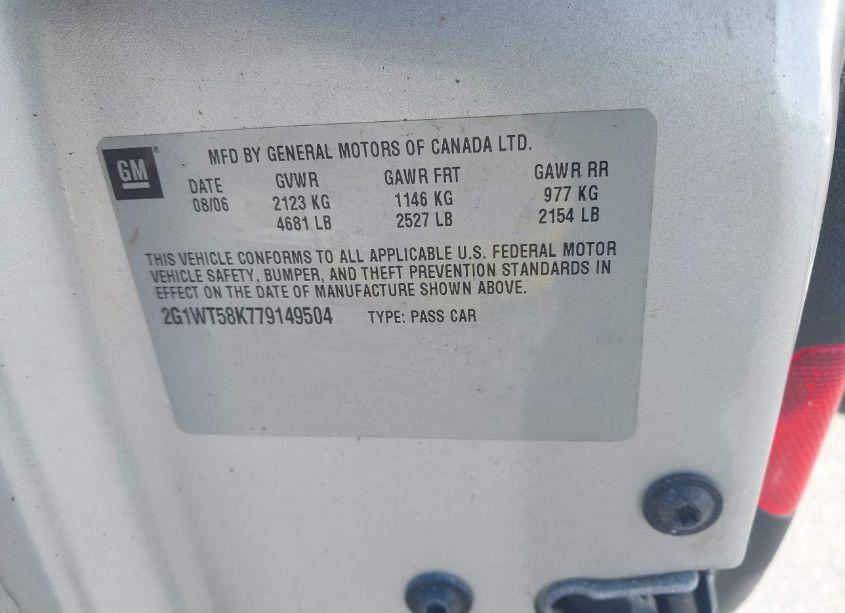 GM
MFD BY GENERAL MOTORS OF CANADA LTD.
DATE GVWR GAWR FRT GAWR RR
08/06 2123 KG 1146 KG 977 KG
4681 LB 2527 LB 2154 LB
THIS VEHICLE CONFORMS TO ALL APPLICABLE U.S. FEDERAL MOTOR
VEHICLE SAFETY, BUMPER, AND THEFT PREVENTION STANDARDS IN
EFFECT ON THE DATE OF MANUFACTURE SHOWN ABOVE.
2G1WT58K779149504 TYPE: PASS CAR